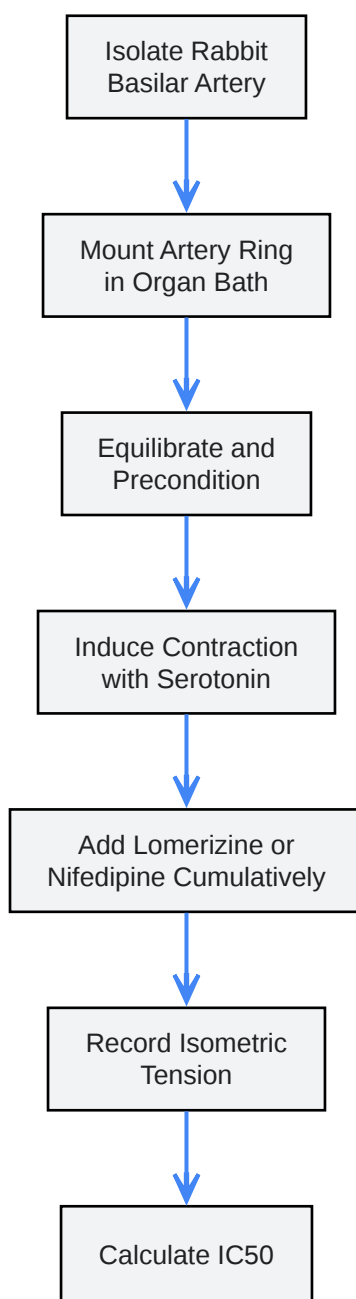 Isolate Rabbit
Basilar Artery
Mount Artery Ring
in Organ Bath
Equilibrate and
Precondition
Induce Contraction
with Serotonin
Add Lomerizine or
Nifedipine Cumulatively
Record Isometric
Tension
Calculate IC50